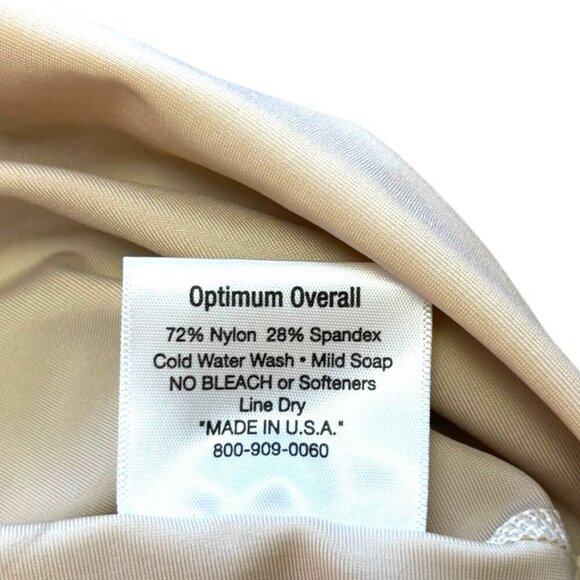 Optimum Overall
72% Nylon 28% Spandex
Cold Water Wash • Mild Soap
NO BLEACH or Softeners
Line Dry
"MADE IN U.S.A."
800-909-0060